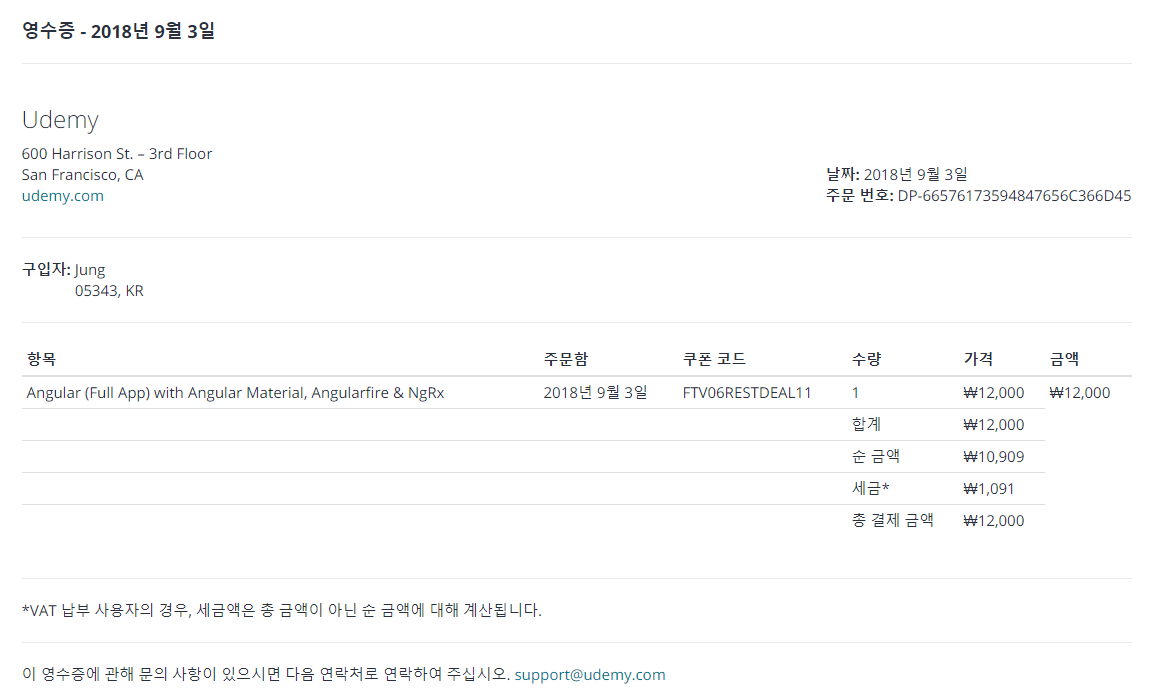 영수증 - 2018년 9월 3일
Udemy
600 Harrison St. – 3rd Floor
San Francisco, CA
udemy.com
날짜: 2018년 9월 3일
주문 번호: DP-66576173594847656C366D45
구입자: Jung
05343, KR
항목 주문함 쿠폰 코드 수량 가격 금액
Angular (Full App) with Angular Material, Angularfire & NgRx 2018년 9월 3일 FTV06RESTDEAL11 1 ₩12,000 ₩12,000
합계 ₩12,000
순 금액 ₩10,909
세금* ₩1,091
총 결제 금액 ₩12,000
*VAT 납부 사용자의 경우, 세금액은 총 금액이 아닌 순 금액에 대해 계산됩니다.
이 영수증에 관해 문의 사항이 있으시면 다음 연락처로 연락하여 주십시오. support@udemy.com